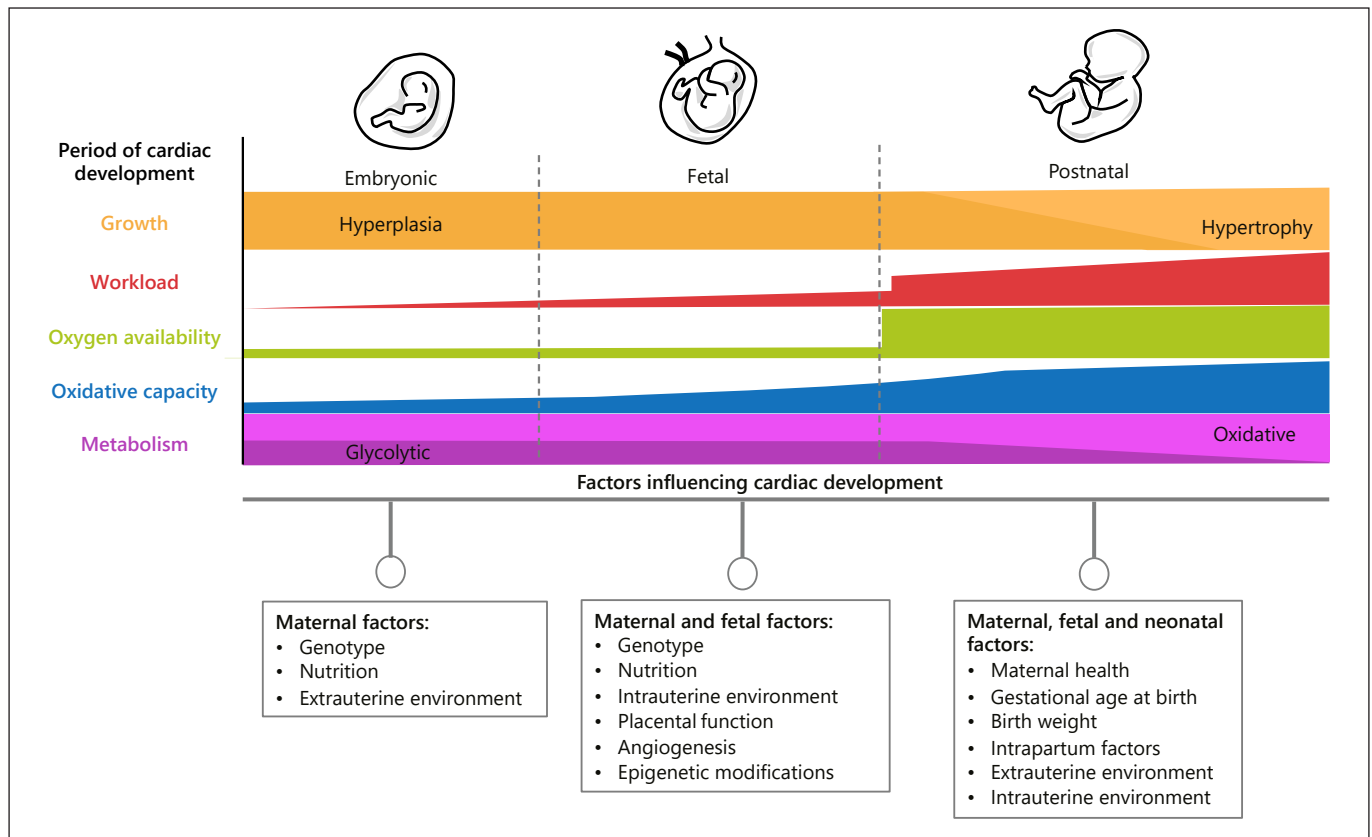 Period of cardiac
development
Embryonic
Fetal
Postnatal
Growth
Hyperplasia
Hypertrophy
Workload
Oxygen availability
Oxidative capacity
Metabolism
Glycolytic
Oxidative
Factors influencing cardiac development
Maternal factors:
• Genotype
• Nutrition
• Extrauterine environment
Maternal and fetal factors:
• Genotype
• Nutrition
• Intrauterine environment
• Placental function
• Angiogenesis
• Epigenetic modifications
Maternal, fetal and neonatal
factors:
• Maternal health
• Gestational age at birth
• Birth weight
• Intrapartum factors
• Extrauterine environment
• Intrauterine environment